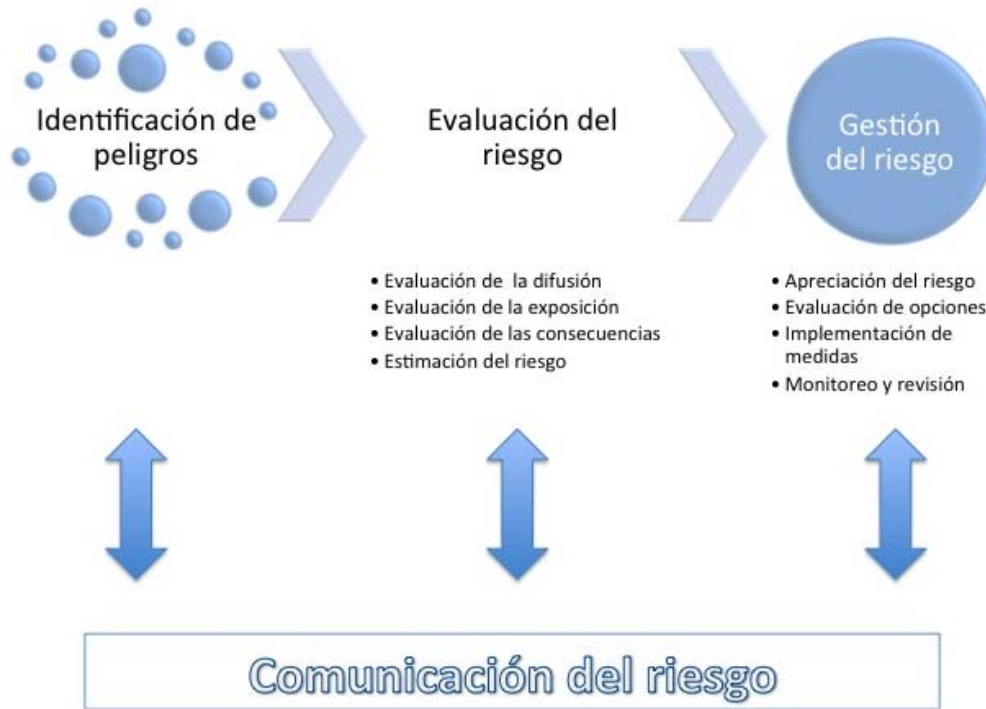 Identificación de
peligros
Evaluación del
riesgo
Gestión
del riesgo
• Evaluación de la difusión
• Evaluación de la exposición
• Evaluación de las consecuencias
• Estimación del riesgo
• Apreciación del riesgo
• Evaluación de opciones
• Implementación de
medidas
• Monitoreo y revisión
Comunicación del riesgo